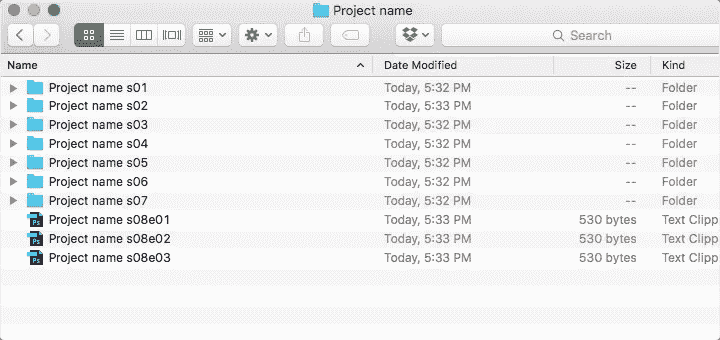 Project name
Search
Name Date Modified Size Kind
Project name s01 Today, 5:32 PM -- Folder
Project name s02 Today, 5:33 PM -- Folder
Project name s03 Today, 5:32 PM -- Folder
Project name s04 Today, 5:32 PM -- Folder
Project name s05 Today, 5:32 PM -- Folder
Project name s06 Today, 5:32 PM -- Folder
Project name s07 Today, 5:32 PM -- Folder
Ps Project name s08e01 Today, 5:33 PM 530 bytes Text Clipp
Ps Project name s08e02 Today, 5:33 PM 530 bytes Text Clipp
Ps Project name s08e03 Today, 5:33 PM 530 bytes Text Clipp